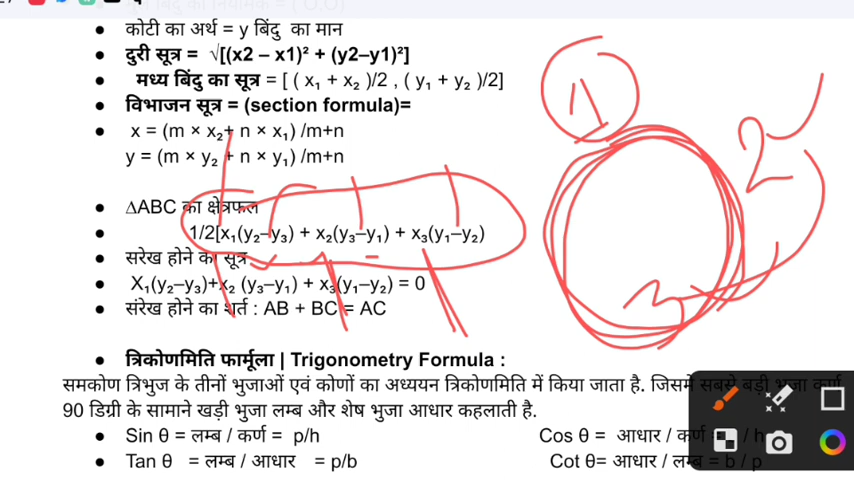 कोटी का अर्थ = y बिंदु का मान
दुरी सूत्र = √[(x2 – x1)² + (y2–y1)²]
मध्य बिंदु का सूत्र = [ ( x₁ + x₂ )/2 , ( y₁ + y₂ )/2]
विभाजन सूत्र = (section formula)=
x = (m × x₂+ n × x₁) /m+n
y = (m × y₂ + n × y₁) /m+n
1
2
∆ABC का क्षेत्रफल
1/2[x₁(y₂–y₃) + x₂(y₃–y₁) + x₃(y₁–y₂)
सरेख होने का सूत्र
X₁(y₂–y₃)+x₂ (y₃–y₁) + x₃(y₁–y₂) = 0
3
संरेख होने का शर्त : AB + BC = AC
त्रिकोणमिति फार्मूला | Trigonometry Formula :
समकोण त्रिभुज के तीनों भुजाओं एवं कोणों का अध्ययन त्रिकोणमिति में किया जाता है. जिसमें सबसे बड़ी भुजा कर्ण,
90 डिग्री के सामाने खड़ी भुजा लम्ब और शेष भुजा आधार कहलाती है.
Sin θ = लम्ब / कर्ण = p/h Cos θ = आधार / कर्ण / h
Tan θ = लम्ब / आधार = p/b Cot θ= आधार / लम्ब = b / p